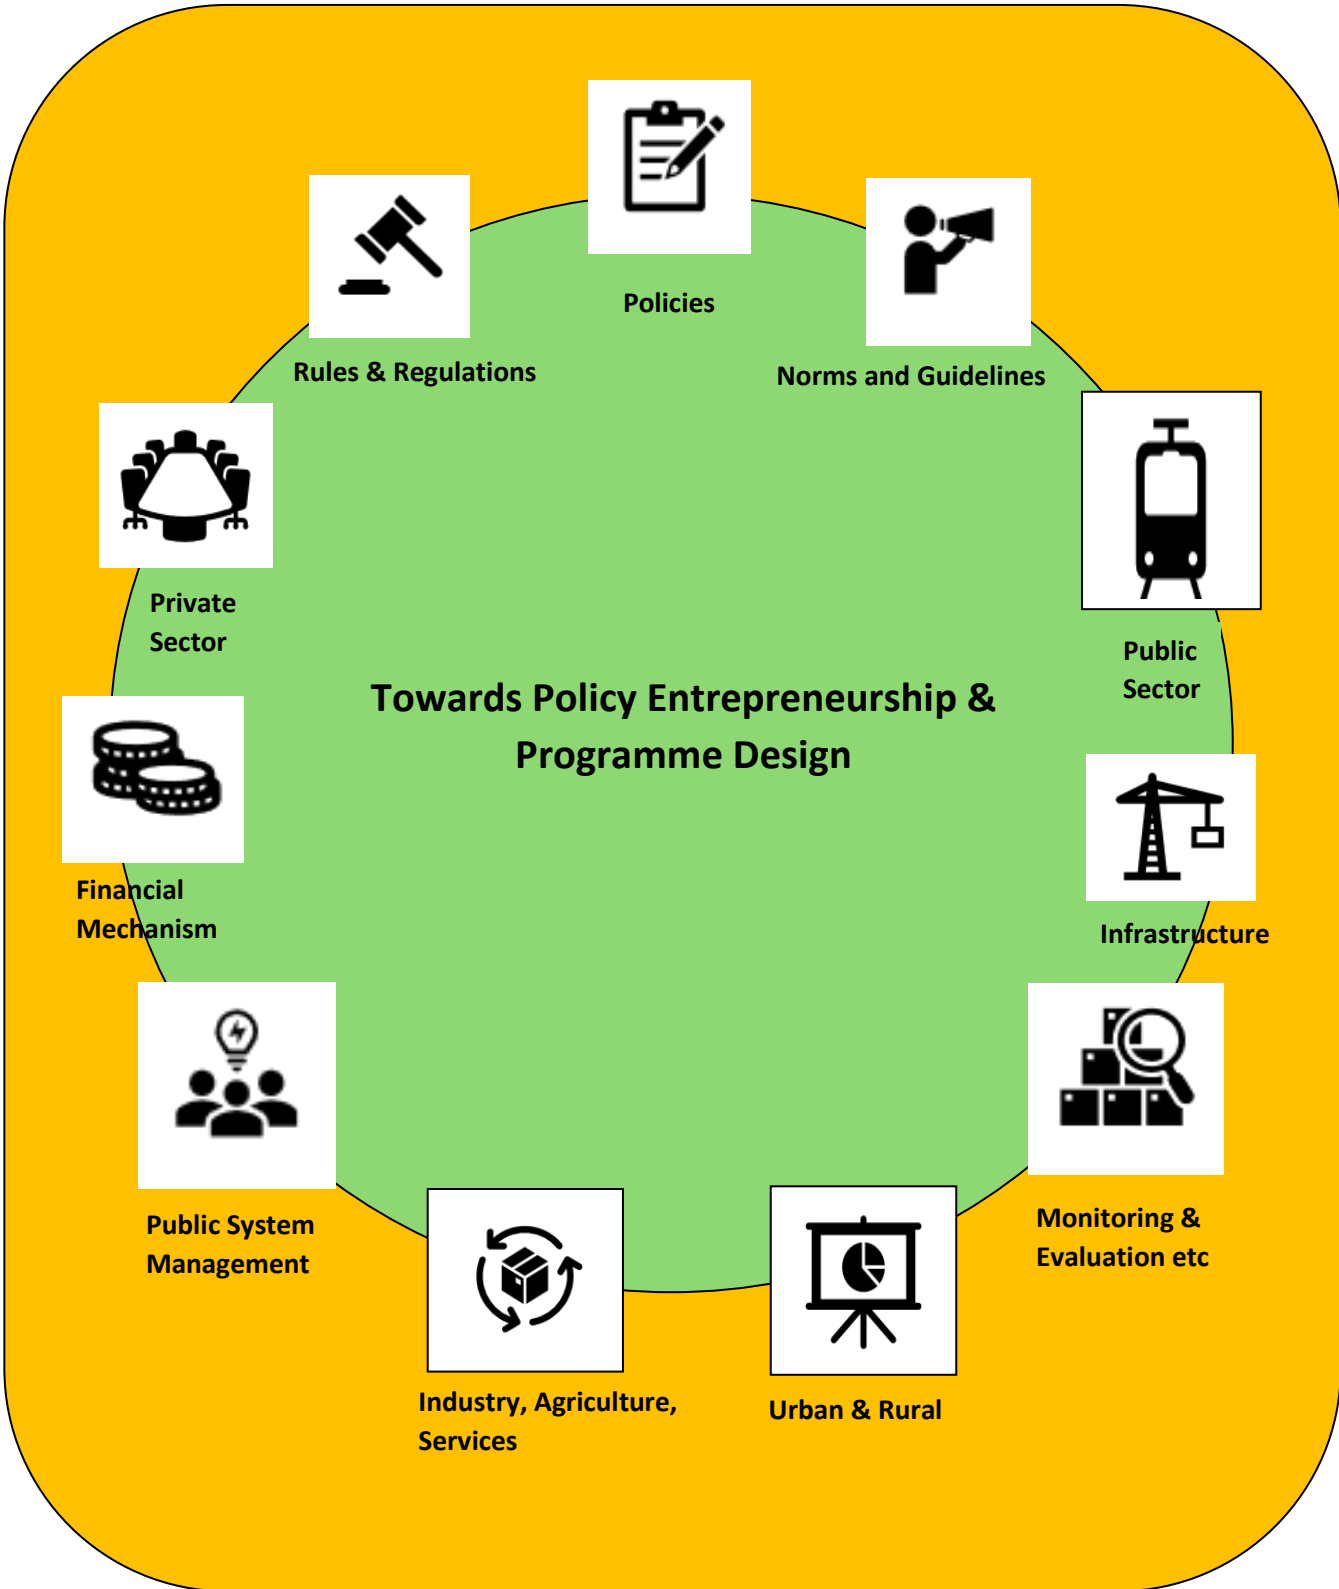 Policies
Rules & Regulations
Norms and Guidelines
Private
Sector
Public
Sector
Towards Policy Entrepreneurship &
Programme Design
Financial
Mechanism
Infrastructure
Public System
Management
Monitoring &
Evaluation etc
Industry, Agriculture,
Services
Urban & Rural